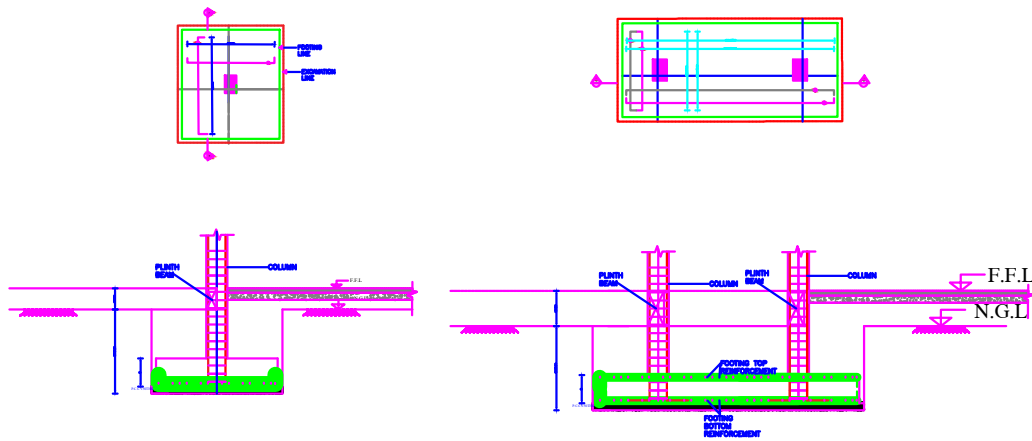 FOOTING
LINE
EXCAVATION
LINE
PLINTH
BEAM
COLUMN
F.F.L
PLINTH
BEAM
COLUMN
PLINTH
BEAM
COLUMN
F.F.L
N.G.L
FOOTING TOP
REINFORCEMENT
FOOTING
BOTTOM
REINFORCEMENT